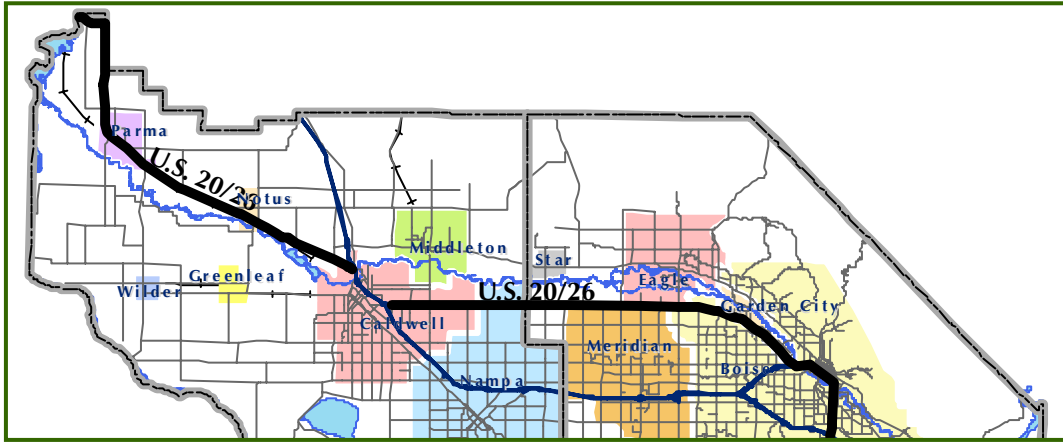 Parma
U.S. 20/26
Notus
Middleton
Star
Greenleaf
Wilder
Eagle
U.S. 20/26
Garden City
Caldwell
Meridian
Boise
Nampa